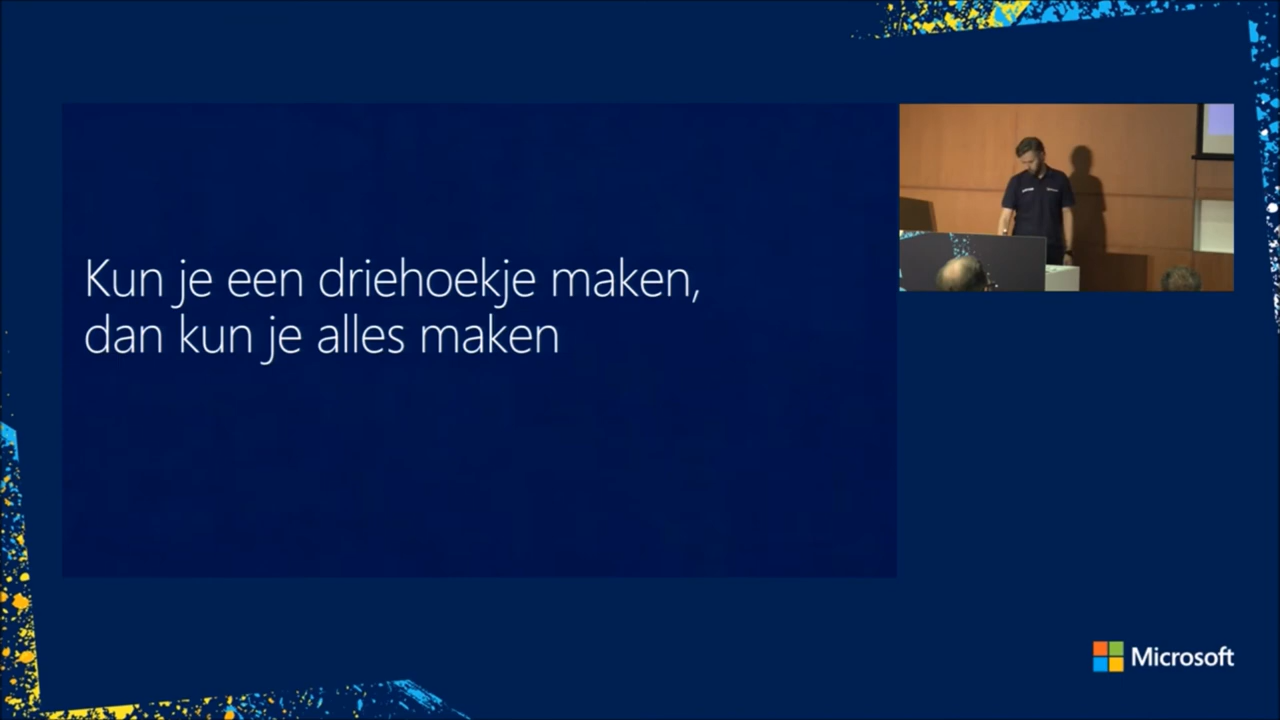 Kun je een driehoekje maken,
dan kun je alles maken
Microsoft